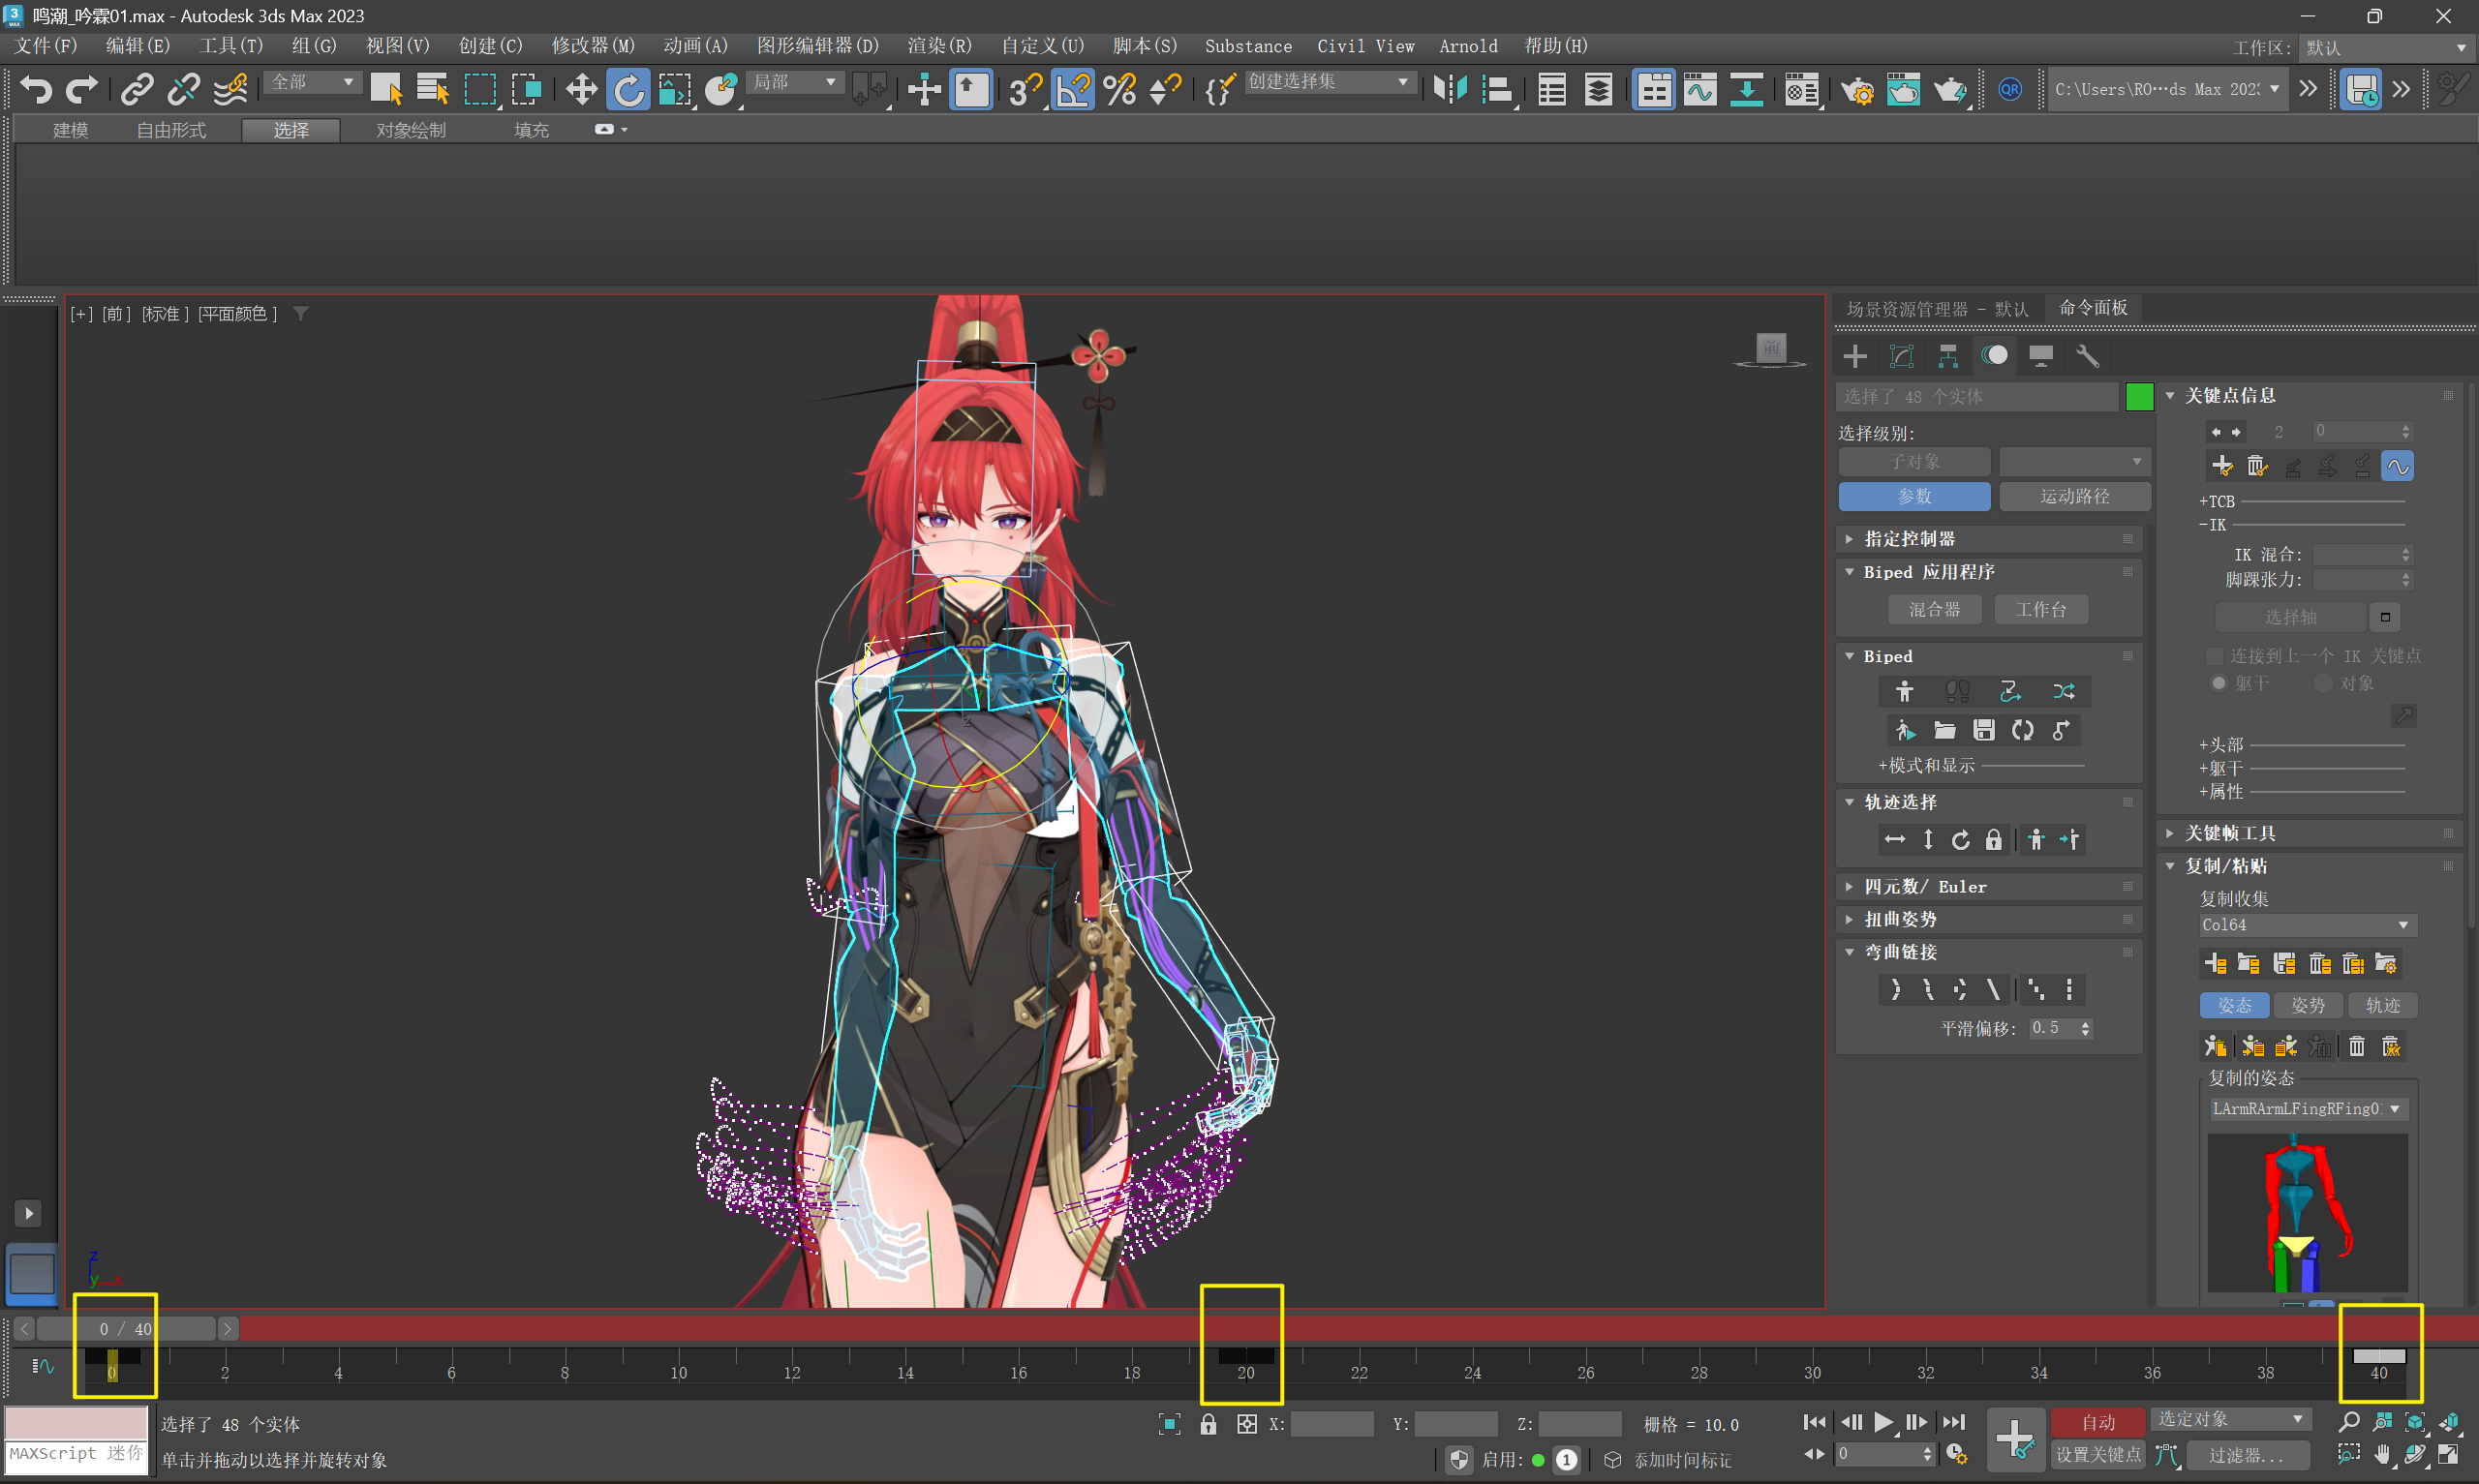 鸣潮_吟霖01.max - Autodesk 3ds Max 2023
文件(F) 编辑(E) 工具(T) 组(G) 视图(V) 创建(C) 修改器(M) 动画(A) 图形编辑器(D) 渲染(R) 自定义(U) 脚本(S) Substance Civil View Arnold 帮助(H)
工作区: 默认
全部 局部 创建选择集 QR C:\Users\RO···ds Max 202
建模 自由形式 选择 对象绘制 填充
[+] [前] [标准] [平面颜色]
前
场景资源管理器 - 默认 命令面板
选择了 48 个实体
选择级别:
子对象
参数 运动路径
指定控制器
Biped 应用程序
混合器 工作台
Biped
+模式和显示
轨迹选择
四元数/ Euler
扭曲姿势
弯曲链接
平滑偏移: 0.5
关键点信息
2 0
+TCB
-IK
IK 混合:
脚踝张力:
选择轴
连接到上一个 IK 关键点
躯干 对象
+头部
+躯干
+属性
关键帧工具
复制/粘贴
复制收集
Col64
姿态 姿势 轨迹
复制的姿态
LArmRArmLFingRFing0
z
y x
0 / 40
0 2 4 6 8 10 12 14 16 18 20 22 24 26 28 30 32 34 36 38 40
选择了 48 个实体
MAXScript 迷你
单击并拖动以选择并旋转对象
X: Y: Z: 栅格 = 10.0
启用: 1 添加时间标记
0
自动 选定对象
设置关键点 过滤器...